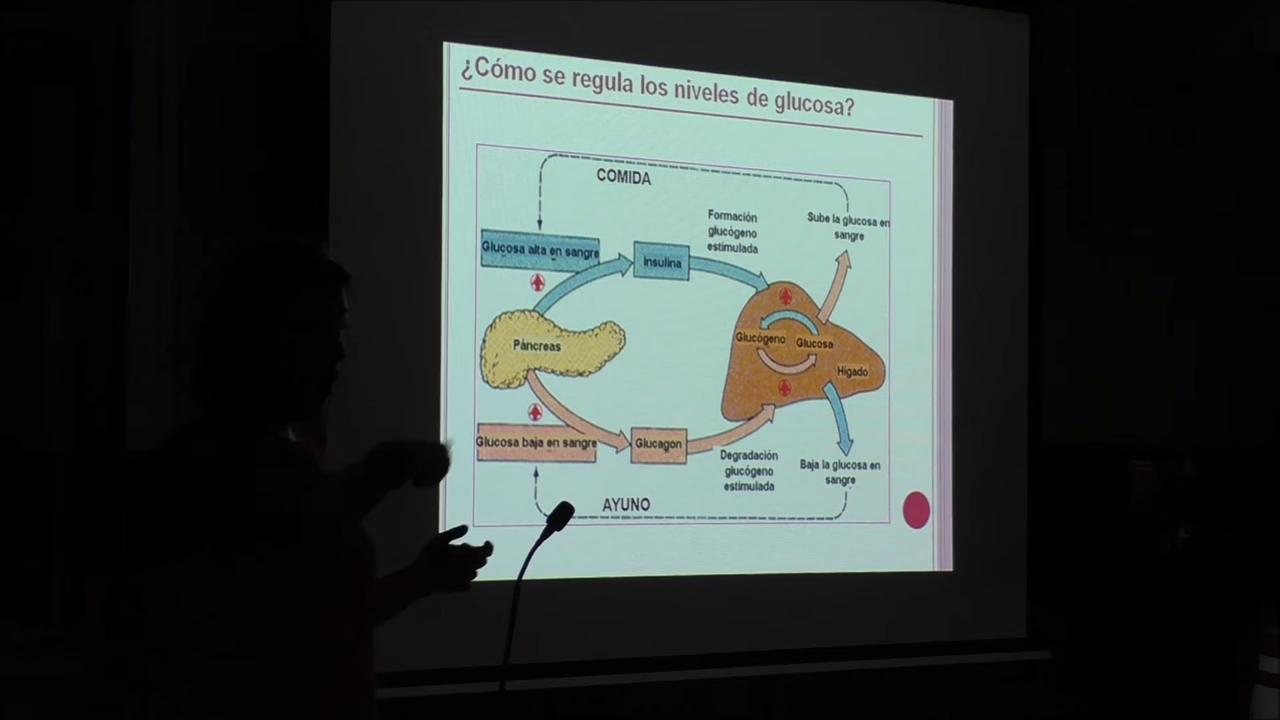 ¿Cómo se regula los niveles de glucosa?
COMIDA
Formación
glucógeno
estimulada
Sube la glucosa en
sangre
Glucosa alta en sangre
Insulina
Páncreas
Glucógeno
Glucosa
Hígado
Glucosa baja en sangre
Glucagon
Degradación
glucógeno
estimulada
Baja la glucosa en
sangre
AYUNO